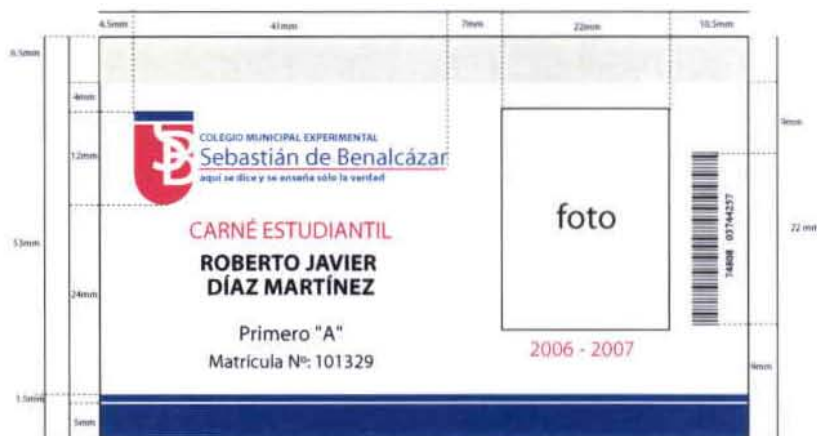 4.5mm 41mm 7mm 22mm 10.5mm
4mm
9mm
12mm
COLEGIO MUNICIPAL EXPERIMENTAL
Sebastián de Benalcázar
aquí se dice y se enseña sólo la verdad
CARNÉ ESTUDIANTIL
ROBERTO JAVIER
DÍAZ MARTÍNEZ
Primero "A"
Matrícula Nº: 101329
foto
2006 - 2007
74808 03744257
22 mm
53mm
24mm
9mm
1.5mm
5mm